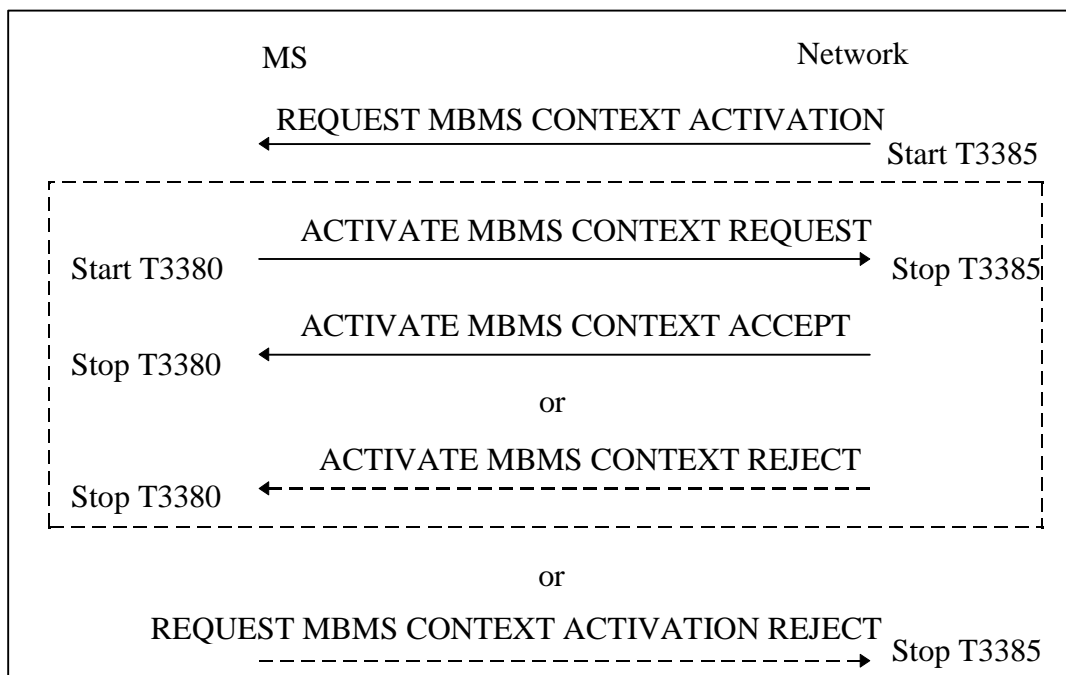 MS Network
REQUEST MBMS CONTEXT ACTIVATION
Start T3385
ACTIVATE MBMS CONTEXT REQUEST
Start T3380 Stop T3385
ACTIVATE MBMS CONTEXT ACCEPT
Stop T3380
or
ACTIVATE MBMS CONTEXT REJECT
Stop T3380
or
REQUEST MBMS CONTEXT ACTIVATION REJECT
Stop T3385